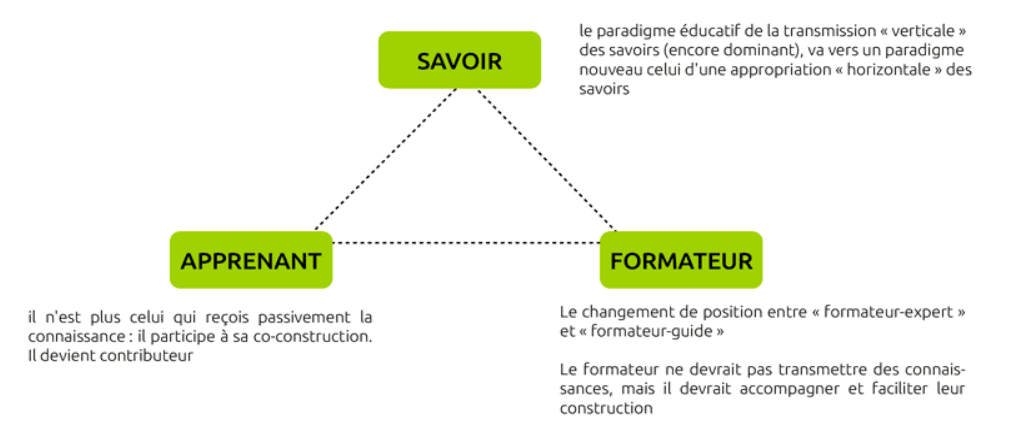 SAVOIR
le paradigme éducatif de la transmission « verticale »
des savoirs (encore dominant), va vers un paradigme
nouveau celui d'une appropriation « horizontale » des
savoirs
APPRENANT
il n'est plus celui qui reçois passivement la
connaissance : il participe à sa co-construction.
Il devient contributeur
FORMATEUR
Le changement de position entre « formateur-expert »
et « formateur-guide »
Le formateur ne devrait pas transmettre des connais-
sances, mais il devrait accompagner et faciliter leur
construction